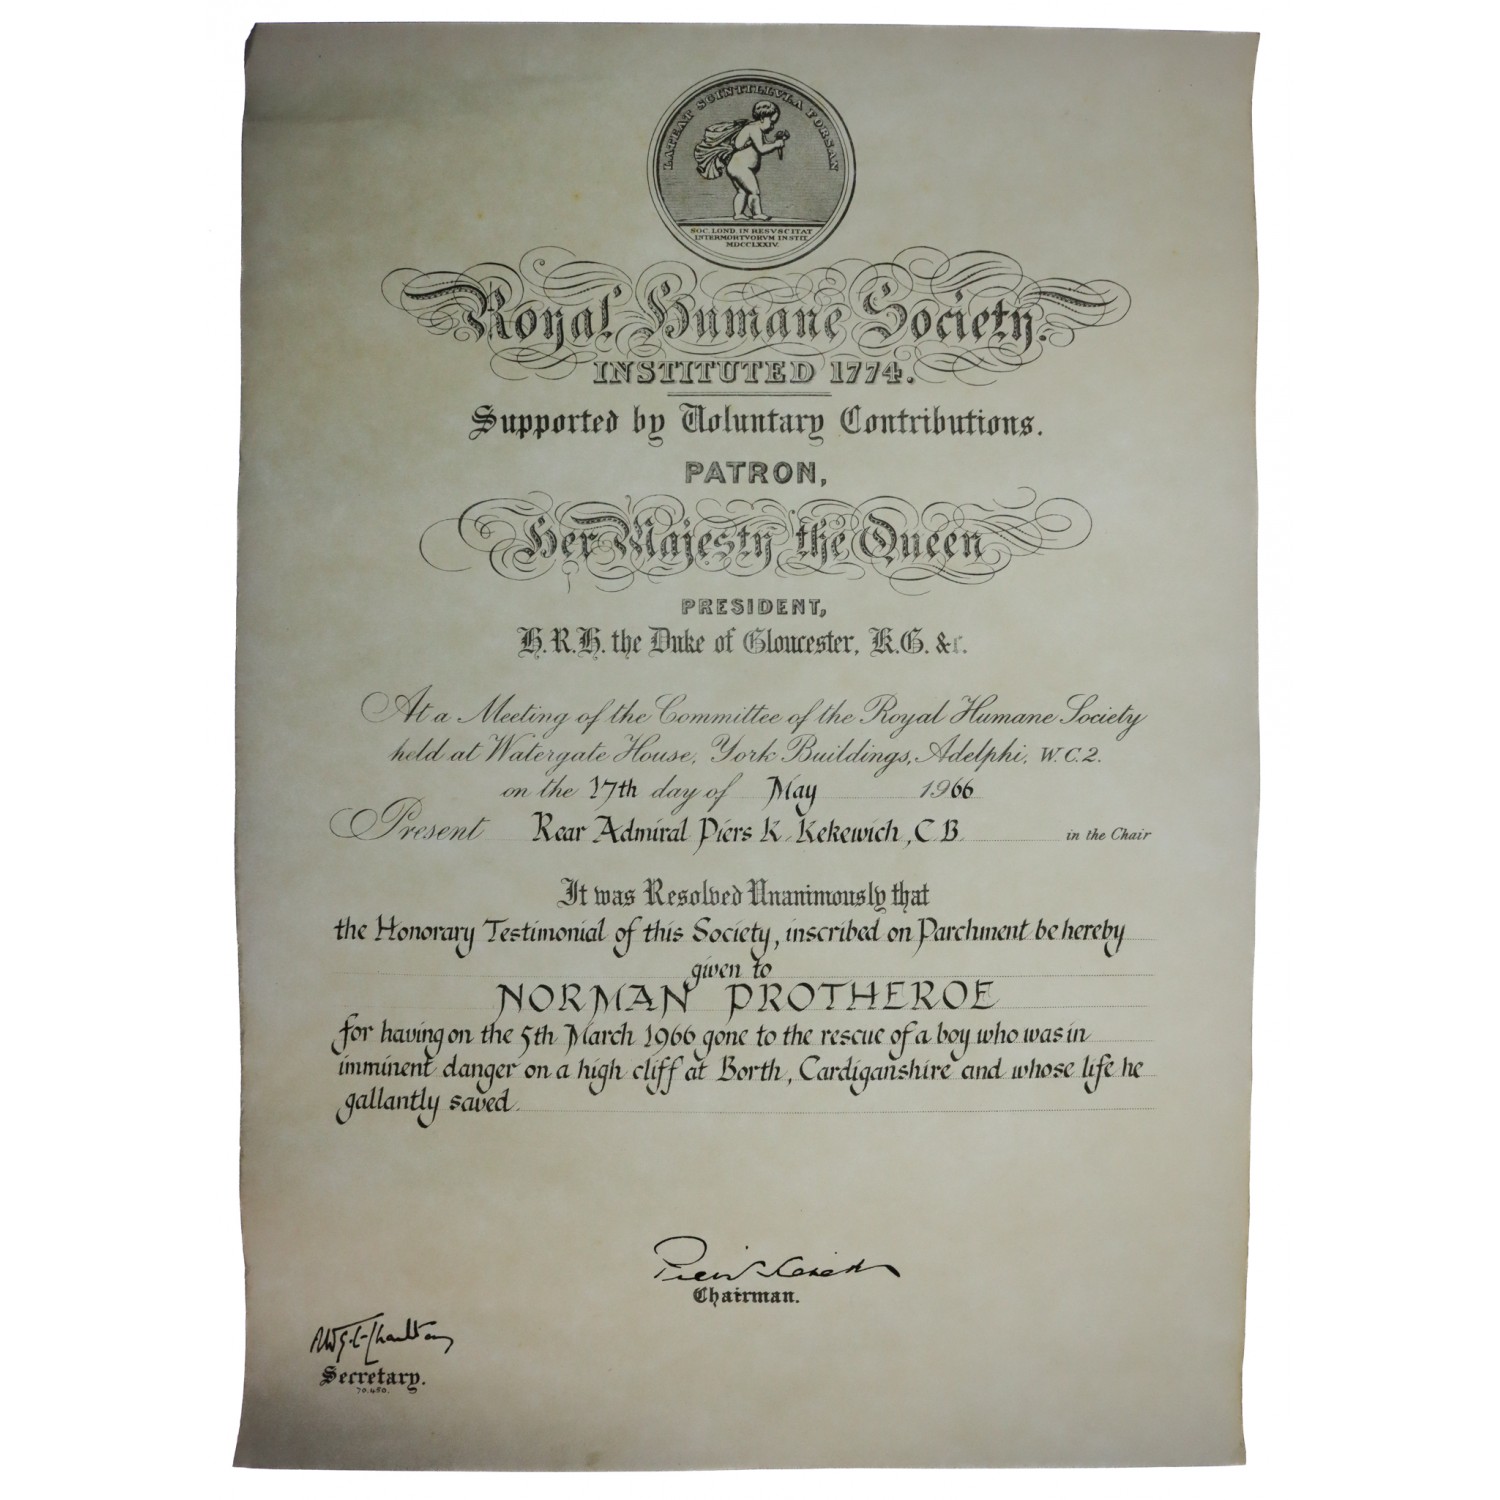 LATEAT SCINTILLVLA FORSAN
SOC. LOND. IN RESVSCITAT
INTERMORTVORVM INSTIT.
MDCCLXXIV.
Royal Humane Society.
INSTITUTED 1774.
Supported by Voluntary Contributions.
PATRON,
Her Majesty the Queen
PRESIDENT,
H.R.H. the Duke of Gloucester, K.G. &c.
At a Meeting of the Committee of the Royal Humane Society
held at Watergate House, York Buildings, Adelphi, W.C.2.
on the 17th day of May 1966
Present Rear Admiral Piers K. Kekewich, C.B. in the Chair
It was Resolved Unanimously that
the Honorary Testimonial of this Society, inscribed on Parchment be hereby
given to
NORMAN PROTHEROE
for having on the 5th March 1966 gone to the rescue of a boy who was in
imminent danger on a high cliff at Borth, Cardiganshire and whose life he
gallantly saved.
Chairman.
Secretary.
70.480.